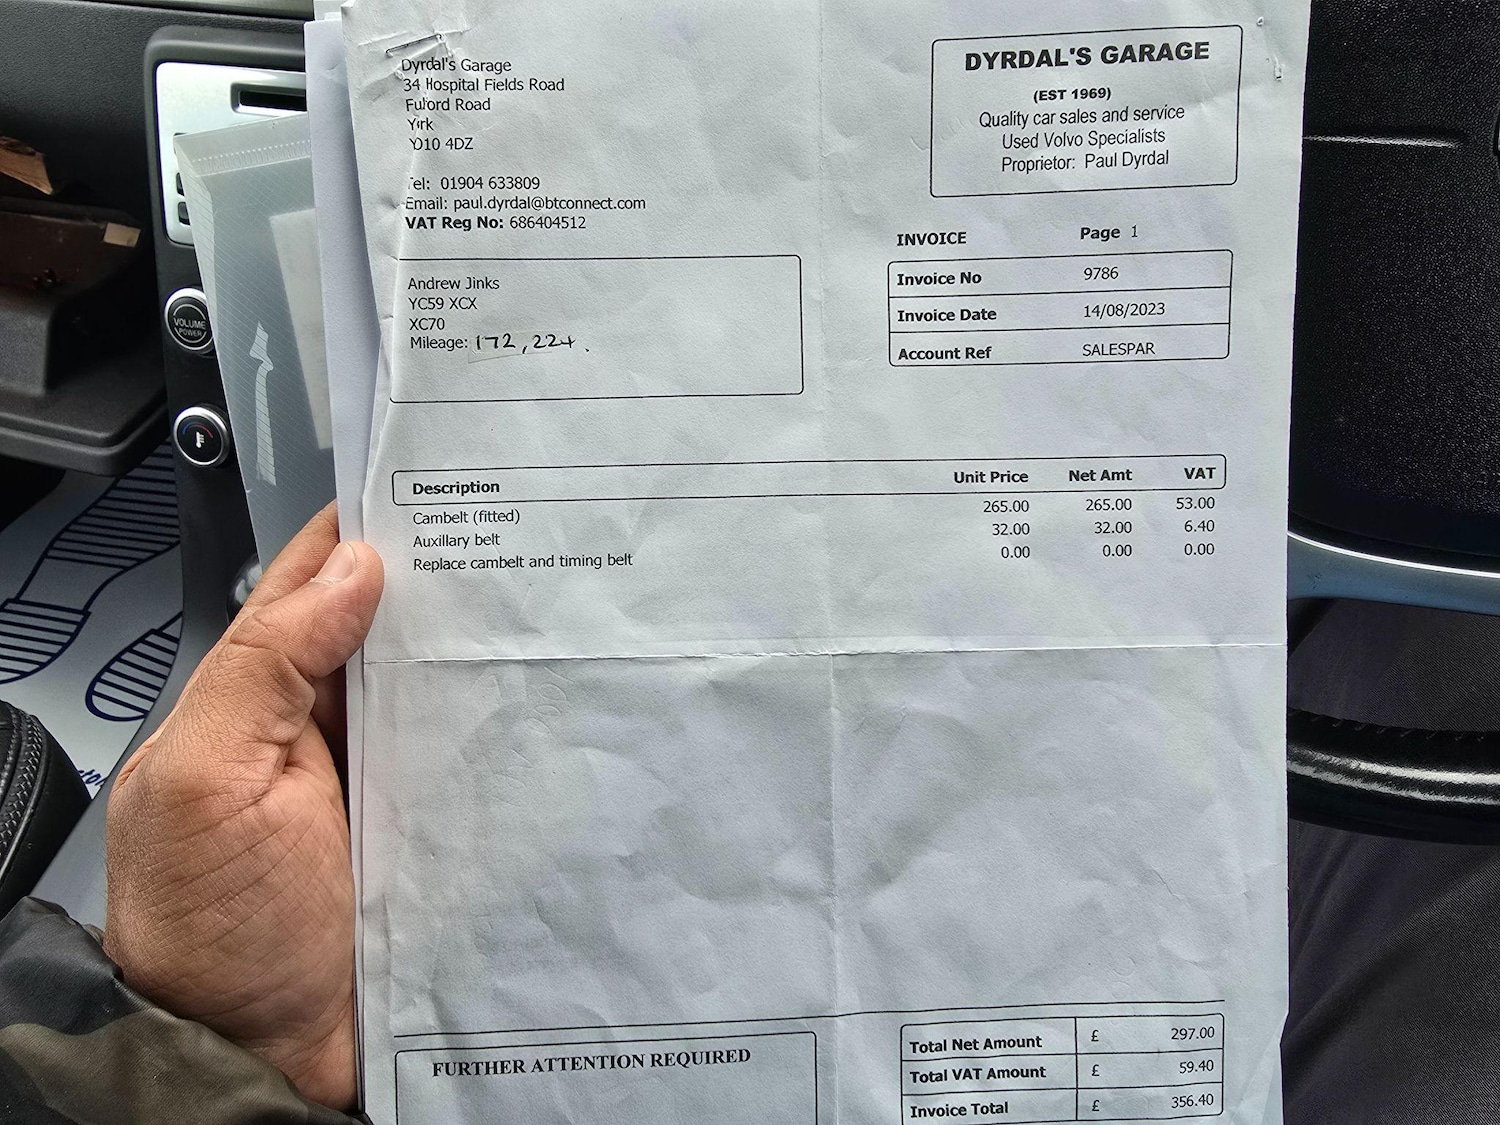 Dyrdal's Garage
34 Hospital Fields Road
Fulford Road
York
YO10 4DZ
Tel: 01904 633809
Email: paul.dyrdal@btconnect.com
VAT Reg No: 686404512
DYRDAL'S GARAGE
(EST 1969)
Quality car sales and service
Used Volvo Specialists
Proprietor: Paul Dyrdal
INVOICE Page 1
Invoice No 9786
Invoice Date 14/08/2023
Account Ref SALESPAR
Andrew Jinks
YC59 XCX
XC70
Mileage: 172,224.
Description Unit Price Net Amt VAT
Cambelt (fitted) 265.00 265.00 53.00
Auxillary belt 32.00 32.00 6.40
Replace cambelt and timing belt 0.00 0.00 0.00
FURTHER ATTENTION REQUIRED
Total Net Amount £ 297.00
Total VAT Amount £ 59.40
Invoice Total £ 356.40
VOLUME
POWER